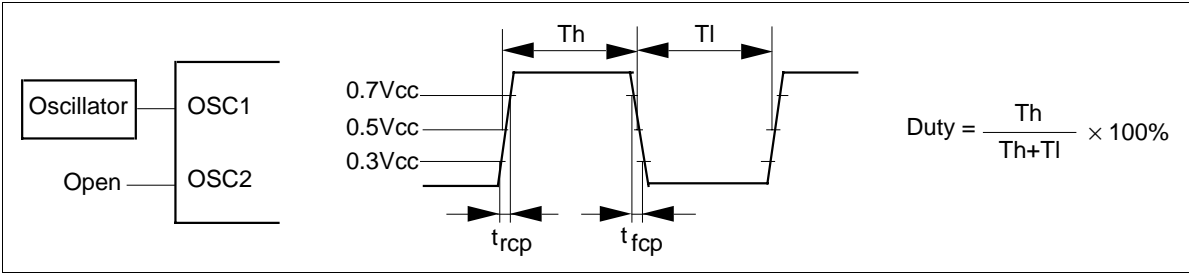 Oscillator
OSC1
Open
OSC2
Th
Tl
0.7Vcc
0.5Vcc
0.3Vcc
trcp
tfcp
Duty = Th / Th+Tl × 100%